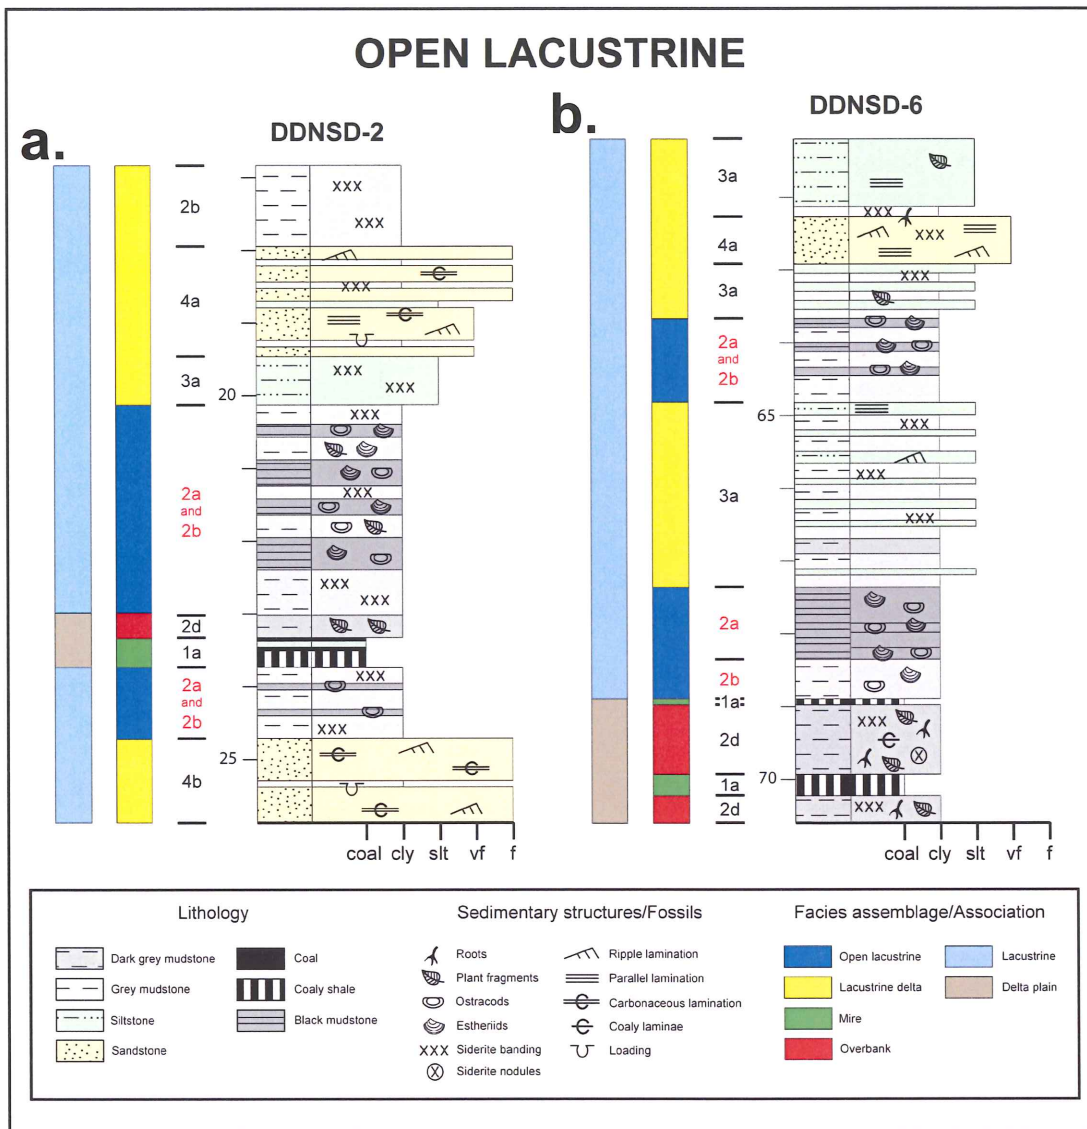 OPEN LACUSTRINE
a.
DDNSD-2
2b
4a
3a
20
2a
and
2b
2d
1a
2a
and
2b
25
4b
coal cly slt vf f
b.
DDNSD-6
3a
4a
3a
2a
and
2b
65
3a
2a
2b
1a
2d
70
1a
2d
coal cly slt vf f
Lithology
Dark grey mudstone
Grey mudstone
Siltstone
Sandstone
Coal
Coaly shale
Black mudstone
Sedimentary structures/Fossils
Roots
Plant fragments
Ostracods
Estheriids
XXX Siderite banding
Siderite nodules
Ripple lamination
Parallel lamination
Carbonaceous lamination
Coaly laminae
Loading
Facies assemblage/Association
Open lacustrine
Lacustrine delta
Mire
Overbank
Lacustrine
Delta plain